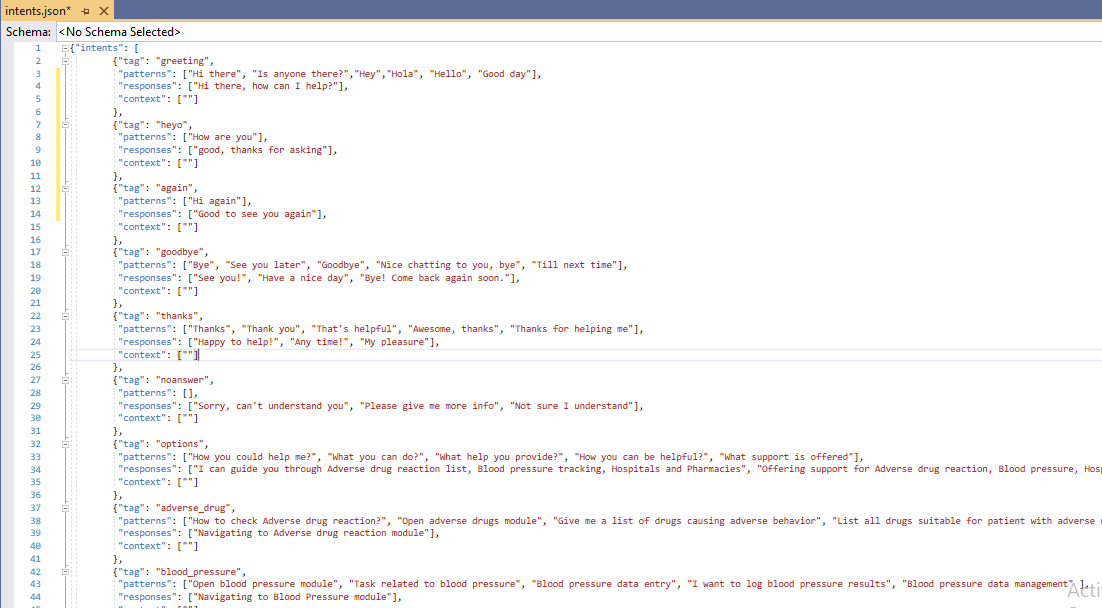 intents.json*
Schema: <No Schema Selected>
1 {"intents": [
2 {"tag": "greeting",
3 "patterns": ["Hi there", "Is anyone there?","Hey","Hola", "Hello", "Good day"],
4 "responses": ["Hi there, how can I help?"],
5 "context": [""]
6 },
7 {"tag": "heyo",
8 "patterns": ["How are you"],
9 "responses": ["good, thanks for asking"],
10 "context": [""]
11 },
12 {"tag": "again",
13 "patterns": ["Hi again"],
14 "responses": ["Good to see you again"],
15 "context": [""]
16 },
17 {"tag": "goodbye",
18 "patterns": ["Bye", "See you later", "Goodbye", "Nice chatting to you, bye", "Till next time"],
19 "responses": ["See you!", "Have a nice day", "Bye! Come back again soon."],
20 "context": [""]
21 },
22 {"tag": "thanks",
23 "patterns": ["Thanks", "Thank you", "That's helpful", "Awesome, thanks", "Thanks for helping me"],
24 "responses": ["Happy to help!", "Any time!", "My pleasure"],
25 "context": [""]
26 },
27 {"tag": "noanswer",
28 "patterns": [],
29 "responses": ["Sorry, can't understand you", "Please give me more info", "Not sure I understand"],
30 "context": [""]
31 },
32 {"tag": "options",
33 "patterns": ["How you could help me?", "What you can do?", "What help you provide?", "How you can be helpful?", "What support is offered"],
34 "responses": ["I can guide you through Adverse drug reaction list, Blood pressure tracking, Hospitals and Pharmacies", "Offering support for Adverse drug reaction, Blood pressure, Hos
35 "context": [""]
36 },
37 {"tag": "adverse_drug",
38 "patterns": ["How to check Adverse drug reaction?", "Open adverse drugs module", "Give me a list of drugs causing adverse behavior", "List all drugs suitable for patient with adverse
39 "responses": ["Navigating to Adverse drug reaction module"],
40 "context": [""]
41 },
42 {"tag": "blood_pressure",
43 "patterns": ["Open blood pressure module", "Task related to blood pressure", "Blood pressure data entry", "I want to log blood pressure results", "Blood pressure data management" ],
44 "responses": ["Navigating to Blood Pressure module"],
Acti